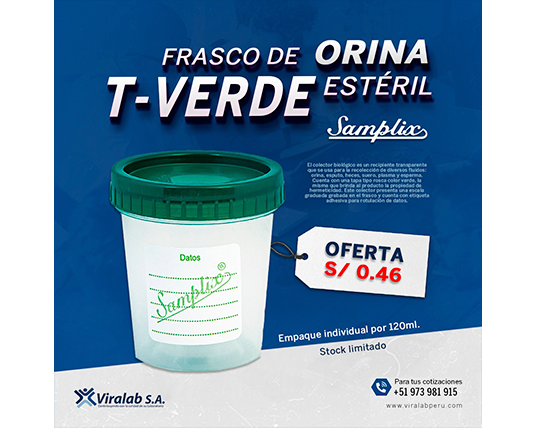 FRASCO DE ORINA
T-VERDE ESTÉRIL
Samplix
El colector biológico es un recipiente transparente
que se usa para la recolección de diversos fluidos:
orina, esputo, heces, suero, plasma y esperma.
Cuenta con una tapa tipo rosca color verde, la
misma que brinda al producto la propiedad de
hermeticidad. Este colector presenta una escala
graduada grabada en el frasco y cuenta con etiqueta
adhesiva para rotulación de datos.
OFERTA
S/ 0.46
Datos
Samplix®
Empaque individual por 120ml.
Stock limitado
Viralab S.A.
Para tus cotizaciones
+51 973 981 915
www.viralabperu.com